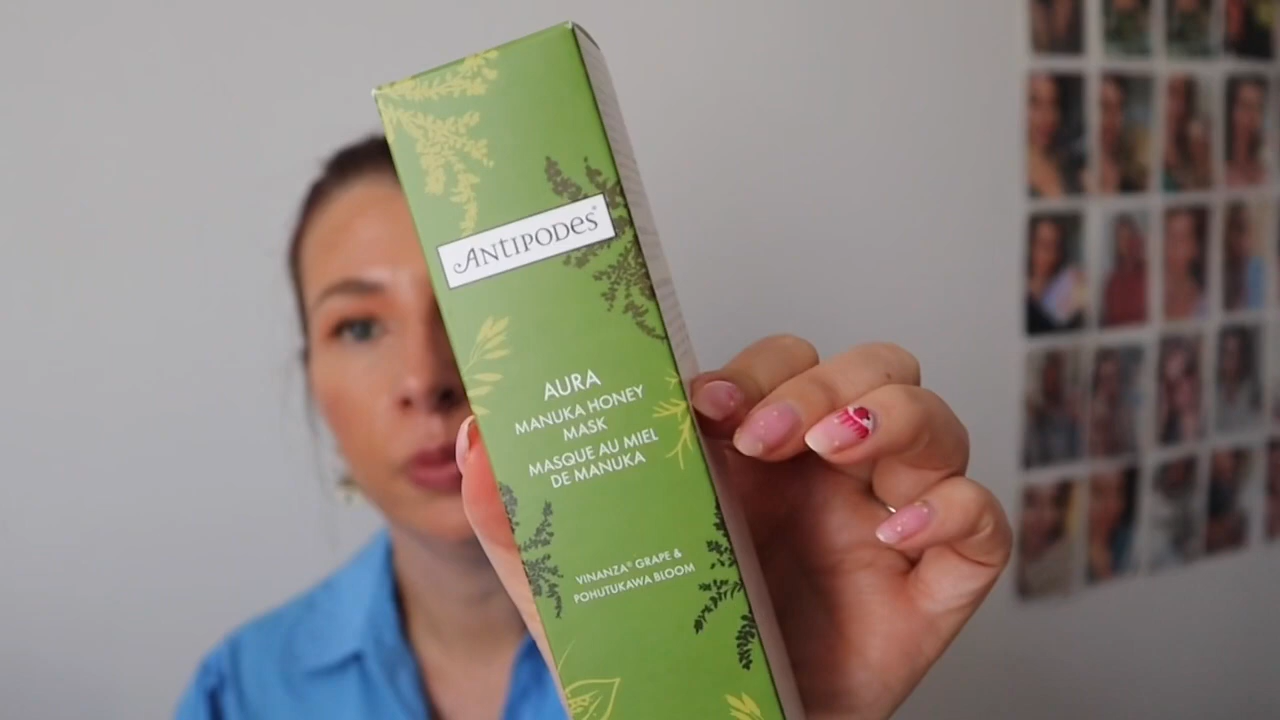 ANTIPODES®
AURA
MANUKA HONEY
MASK
MASQUE AU MIEL
DE MANUKA
VINANZA® GRAPE &
POHUTUKAWA BLOOM